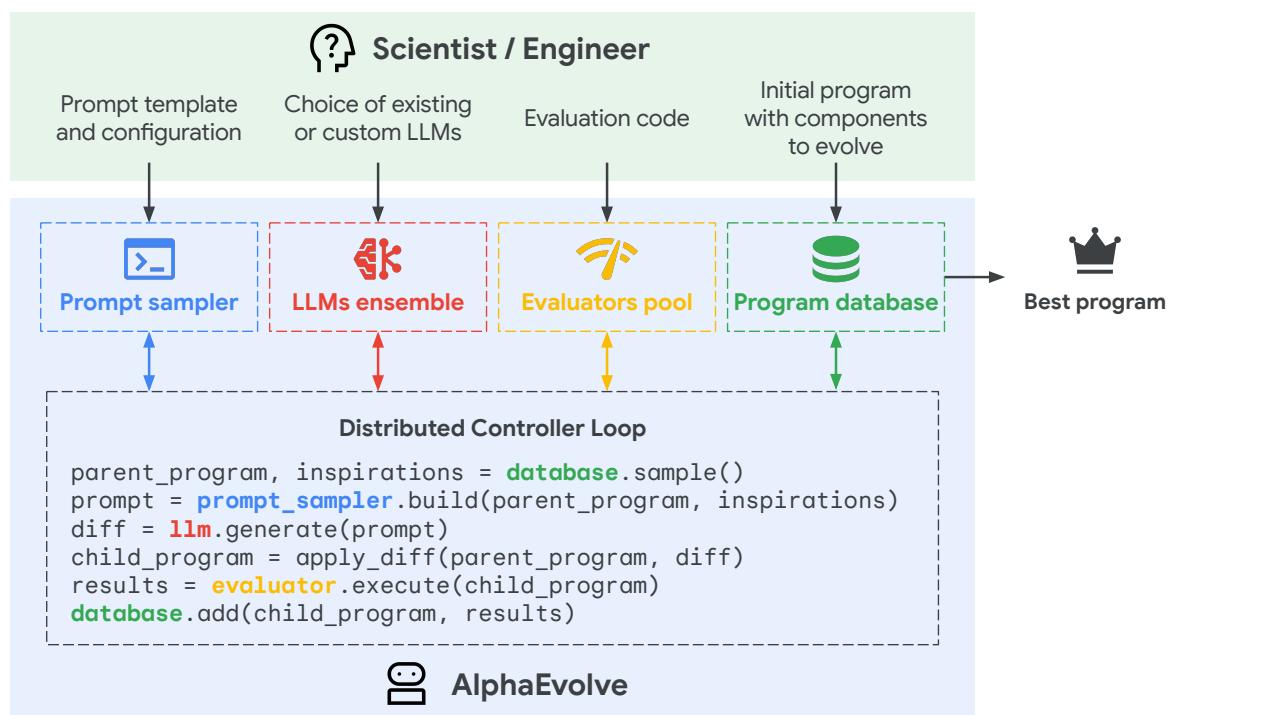 Scientist / Engineer
Prompt template
and configuration
Choice of existing
or custom LLMs
Evaluation code
Initial program
with components
to evolve
Prompt sampler
LLMs ensemble
Evaluators pool
Program database
Best program
Distributed Controller Loop
parent_program, inspirations = database.sample()
prompt = prompt_sampler.build(parent_program, inspirations)
diff = llm.generate(prompt)
child_program = apply_diff(parent_program, diff)
results = evaluator.execute(child_program)
database.add(child_program, results)
AlphaEvolve